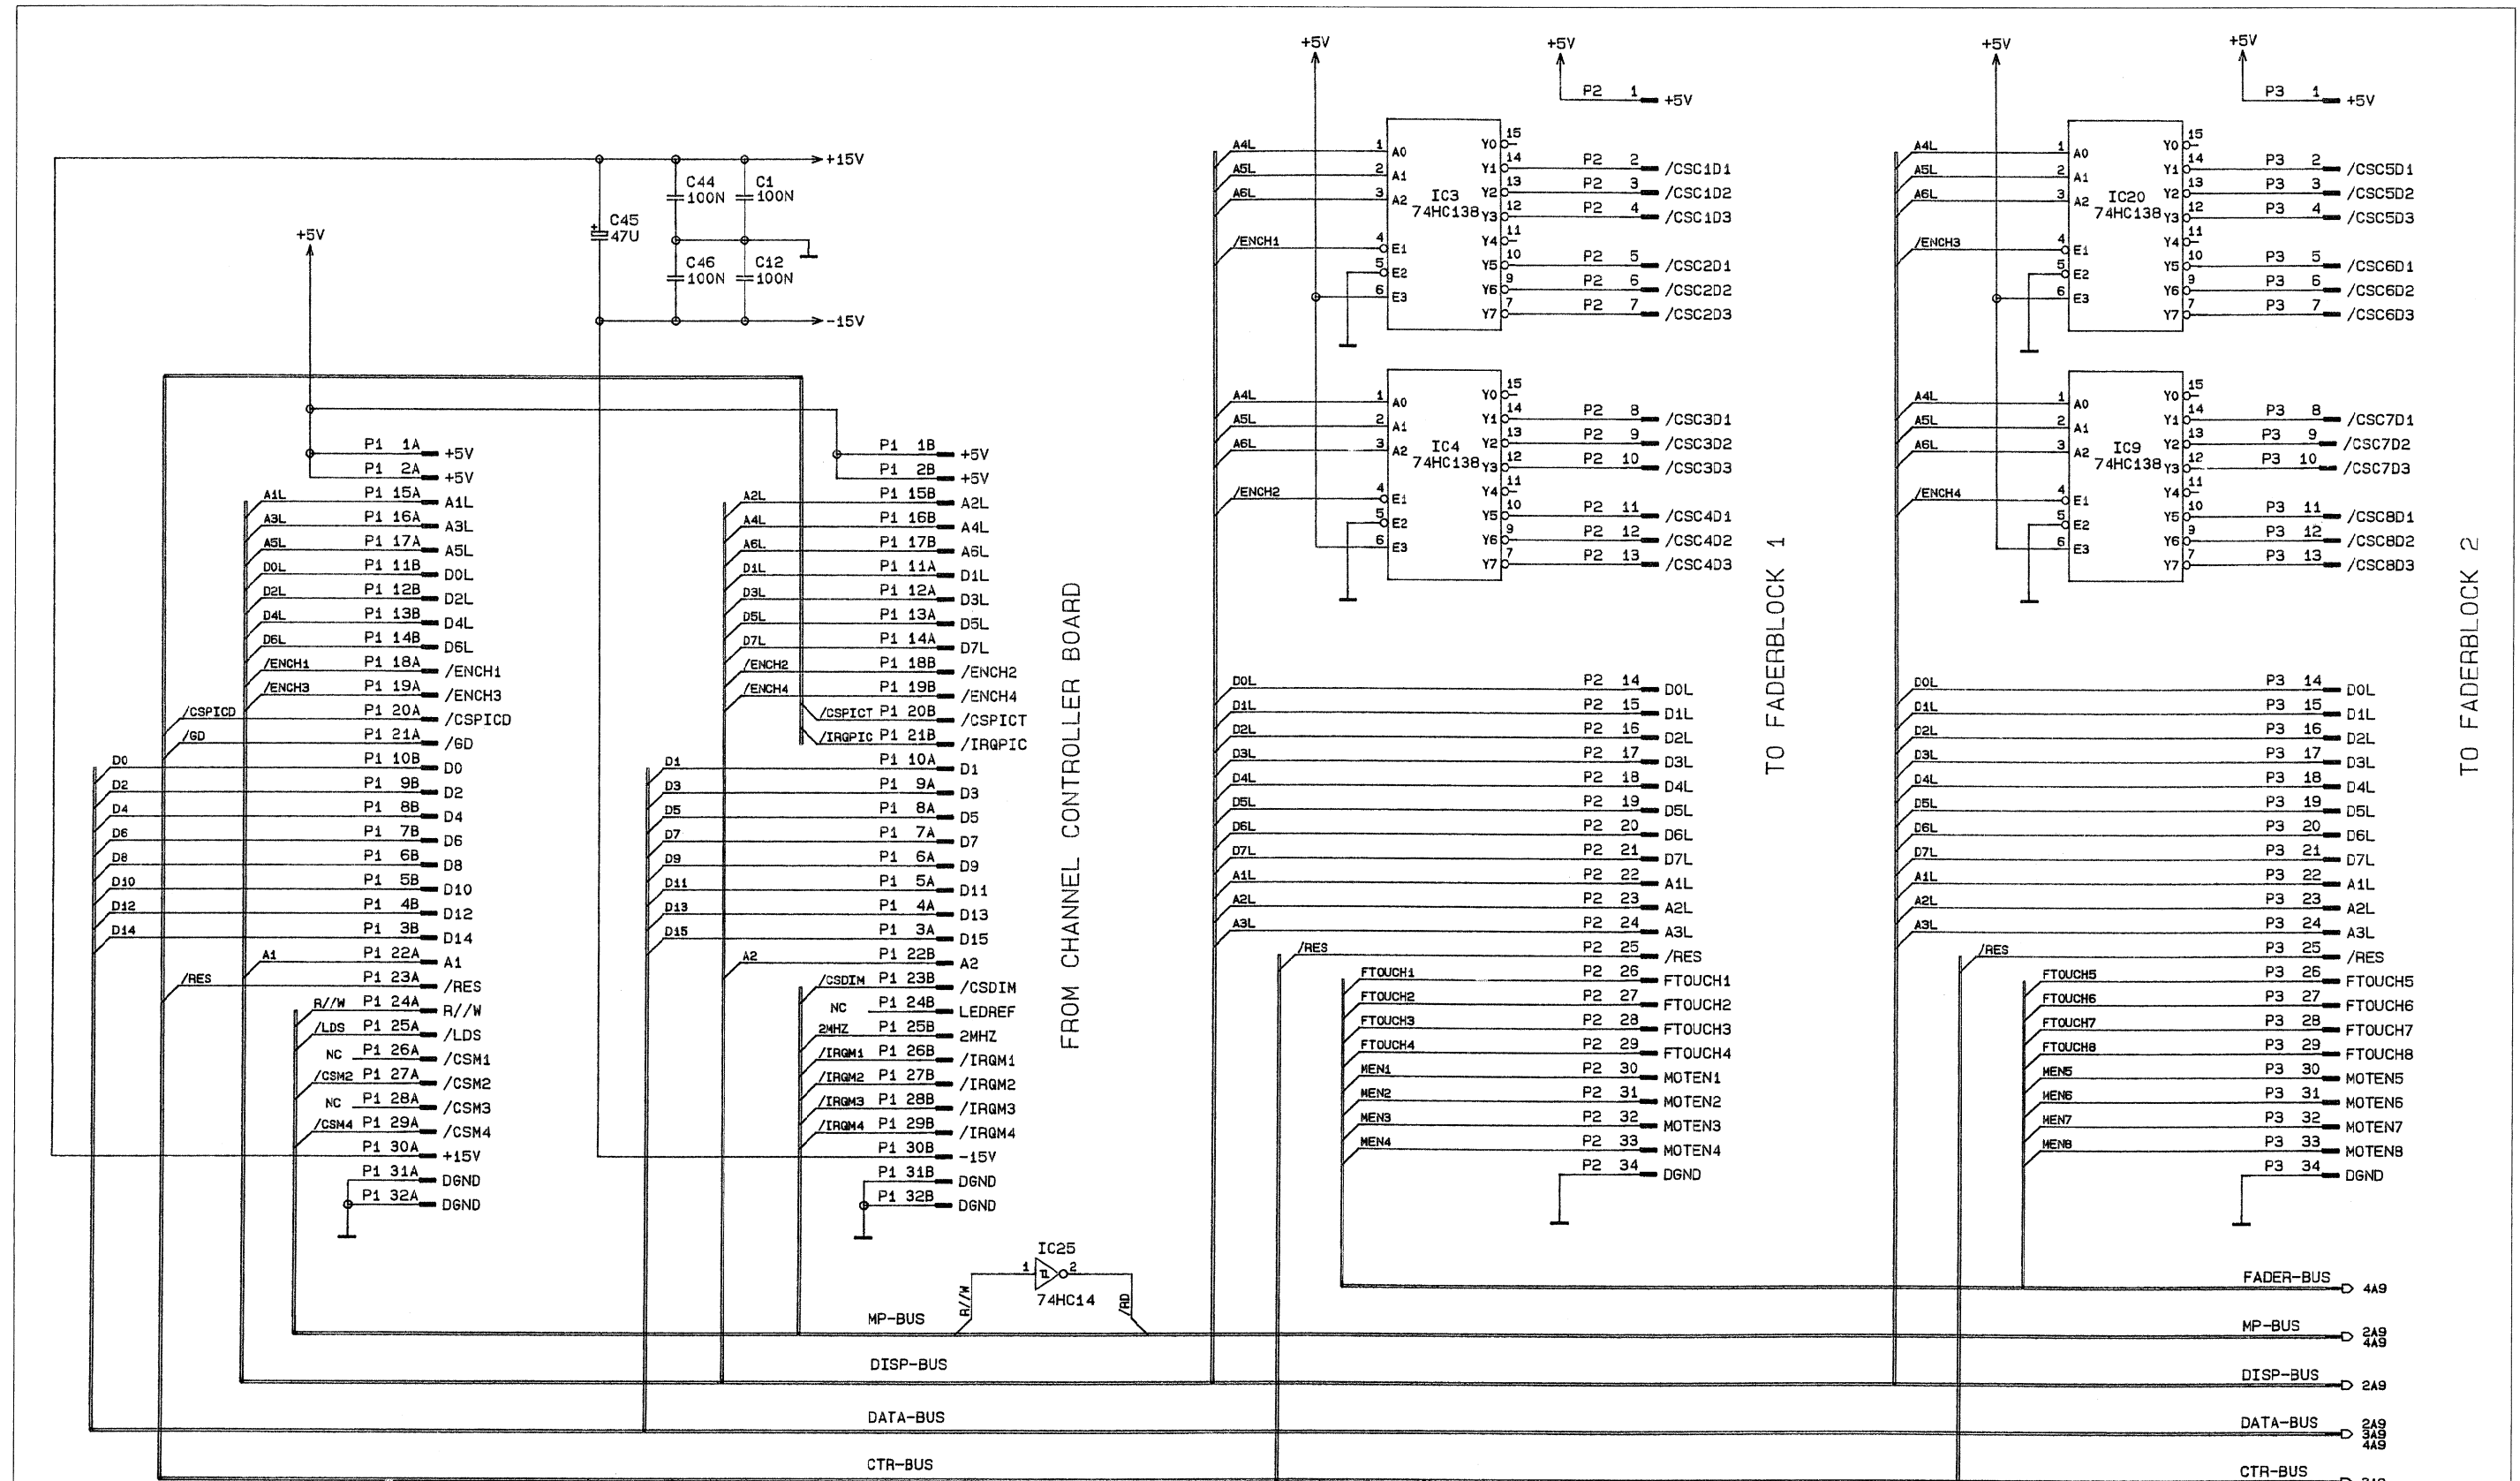 +5V
+5V
+5V
+5V
P2 1 +5V
P3 1 +5V
+15V
C44 100N
C1 100N
C45 47U
+
C46 100N
C12 100N
-15V
+5V
P1 1A +5V
P1 2A +5V
A1L P1 15A A1L
A3L P1 16A A3L
A5L P1 17A A5L
D0L P1 11B D0L
D2L P1 12B D2L
D4L P1 13B D4L
D6L P1 14B D6L
/ENCH1 P1 18A /ENCH1
/ENCH3 P1 19A /ENCH3
/CSPICD P1 20A /CSPICD
/GD P1 21A /GD
D0 P1 10B D0
D2 P1 9B D2
D4 P1 8B D4
D6 P1 7B D6
D8 P1 6B D8
D10 P1 5B D10
D12 P1 4B D12
D14 P1 3B D14
A1 P1 22A A1
/RES P1 23A /RES
R//W P1 24A R//W
/LDS P1 25A /LDS
NC P1 26A /CSM1
/CSM2 P1 27A /CSM2
NC P1 28A /CSM3
/CSM4 P1 29A /CSM4
P1 30A +15V
P1 31A DGND
P1 32A DGND
P1 1B +5V
P1 2B +5V
A2L P1 15B A2L
A4L P1 16B A4L
A6L P1 17B A6L
D1L P1 11A D1L
D3L P1 12A D3L
D5L P1 13A D5L
D7L P1 14A D7L
/ENCH2 P1 18B /ENCH2
/ENCH4 P1 19B /ENCH4
/CSPICT P1 20B /CSPICT
/IRQPIC P1 21B /IRQPIC
D1 P1 10A D1
D3 P1 9A D3
D5 P1 8A D5
D7 P1 7A D7
D9 P1 6A D9
D11 P1 5A D11
D13 P1 4A D13
D15 P1 3A D15
A2 P1 22B A2
/CSDIM P1 23B /CSDIM
NC P1 24B LEDREF
2MHZ P1 25B 2MHZ
/IRQM1 P1 26B /IRQM1
/IRQM2 P1 27B /IRQM2
/IRQM3 P1 28B /IRQM3
/IRQM4 P1 29B /IRQM4
P1 30B -15V
P1 31B DGND
P1 32B DGND
FROM CHANNEL CONTROLLER BOARD
IC25
1 2
74HC14
R//W
/RD
IC3
74HC138
Y0 15
A4L 1 A0 Y1 14 P2 2 /CSC1D1
A5L 2 A1 Y2 13 P2 3 /CSC1D2
A6L 3 A2 Y3 12 P2 4 /CSC1D3
Y4 11
/ENCH1 4 E1 Y5 10 P2 5 /CSC2D1
5 E2 Y6 9 P2 6 /CSC2D2
6 E3 Y7 7 P2 7 /CSC2D3
IC4
74HC138
Y0 15
A4L 1 A0 Y1 14 P2 8 /CSC3D1
A5L 2 A1 Y2 13 P2 9 /CSC3D2
A6L 3 A2 Y3 12 P2 10 /CSC3D3
Y4 11
/ENCH2 4 E1 Y5 10 P2 11 /CSC4D1
5 E2 Y6 9 P2 12 /CSC4D2
6 E3 Y7 7 P2 13 /CSC4D3
D0L P2 14 D0L
D1L P2 15 D1L
D2L P2 16 D2L
D3L P2 17 D3L
D4L P2 18 D4L
D5L P2 19 D5L
D6L P2 20 D6L
D7L P2 21 D7L
A1L P2 22 A1L
A2L P2 23 A2L
A3L P2 24 A3L
/RES P2 25 /RES
FTOUCH1 P2 26 FTOUCH1
FTOUCH2 P2 27 FTOUCH2
FTOUCH3 P2 28 FTOUCH3
FTOUCH4 P2 29 FTOUCH4
MEN1 P2 30 MOTEN1
MEN2 P2 31 MOTEN2
MEN3 P2 32 MOTEN3
MEN4 P2 33 MOTEN4
P2 34 DGND
TO FADERBLOCK 1
IC20
74HC138
Y0 15
A4L 1 A0 Y1 14 P3 2 /CSC5D1
A5L 2 A1 Y2 13 P3 3 /CSC5D2
A6L 3 A2 Y3 12 P3 4 /CSC5D3
Y4 11
/ENCH3 4 E1 Y5 10 P3 5 /CSC6D1
5 E2 Y6 9 P3 6 /CSC6D2
6 E3 Y7 7 P3 7 /CSC6D3
IC9
74HC138
Y0 15
A4L 1 A0 Y1 14 P3 8 /CSC7D1
A5L 2 A1 Y2 13 P3 9 /CSC7D2
A6L 3 A2 Y3 12 P3 10 /CSC7D3
Y4 11
/ENCH4 4 E1 Y5 10 P3 11 /CSC8D1
5 E2 Y6 9 P3 12 /CSC8D2
6 E3 Y7 7 P3 13 /CSC8D3
D0L P3 14 D0L
D1L P3 15 D1L
D2L P3 16 D2L
D3L P3 17 D3L
D4L P3 18 D4L
D5L P3 19 D5L
D6L P3 20 D6L
D7L P3 21 D7L
A1L P3 22 A1L
A2L P3 23 A2L
A3L P3 24 A3L
/RES P3 25 /RES
FTOUCH5 P3 26 FTOUCH5
FTOUCH6 P3 27 FTOUCH6
FTOUCH7 P3 28 FTOUCH7
FTOUCH8 P3 29 FTOUCH8
MEN5 P3 30 MOTEN5
MEN6 P3 31 MOTEN6
MEN7 P3 32 MOTEN7
MEN8 P3 33 MOTEN8
P3 34 DGND
TO FADERBLOCK 2
FADER-BUS 4A9
MP-BUS MP-BUS 2A9
4A9
DISP-BUS DISP-BUS 2A9
DATA-BUS DATA-BUS 2A9
3A9
4A9
CTR-BUS CTR-BUS